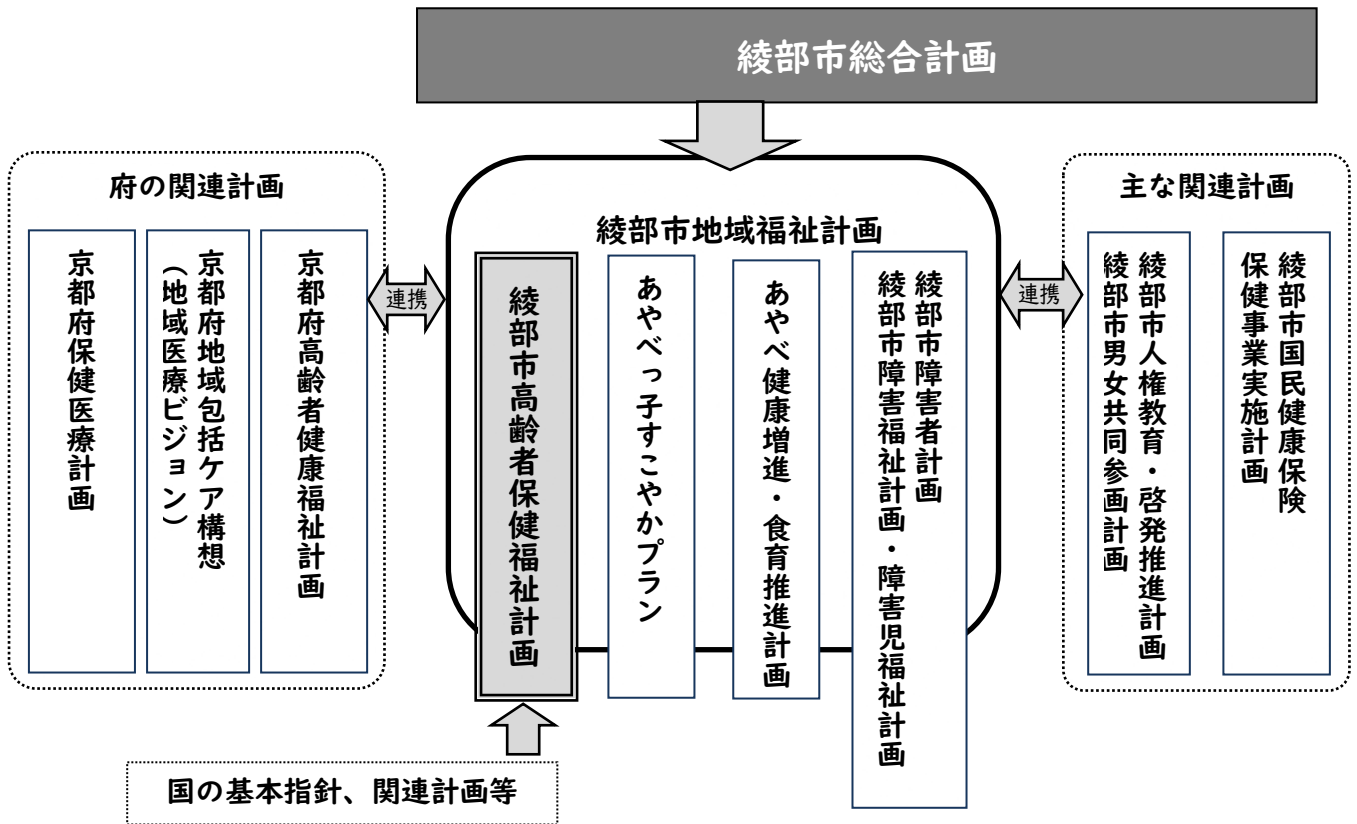 綾部市総合計画
府の関連計画
京都府高齢者健康福祉計画
京都府地域包括ケア構想
（地域医療ビジョン）
京都府保健医療計画
連携
綾部市地域福祉計画
綾部市高齢者保健福祉計画
あやべっ子すこやかプラン
あやべ健康増進・食育推進計画
綾部市障害者計画
綾部市障害福祉計画・障害児福祉計画
連携
主な関連計画
綾部市国民健康保険
保健事業実施計画
綾部市人権教育・啓発推進計画
綾部市男女共同参画計画
国の基本指針、関連計画等